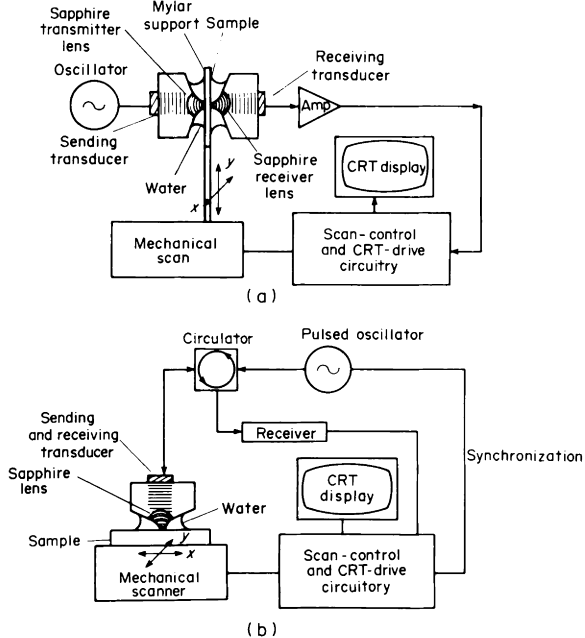 Mylar
support Sample
Sapphire
transmitter
lens
Oscillator
Receiving
transducer
Amp
Sending
transducer
Water
Sapphire
receiver
lens
y
x
CRT display
Mechanical
scan
Scan-control
and CRT-drive
circuitry
(a)
Circulator
Pulsed oscillator
Receiver
Sending
and receiving
transducer
Sapphire
lens
Water
Sample
y
x
CRT
display
Synchronization
Mechanical
scanner
Scan-control
and CRT-drive
circuitory
(b)